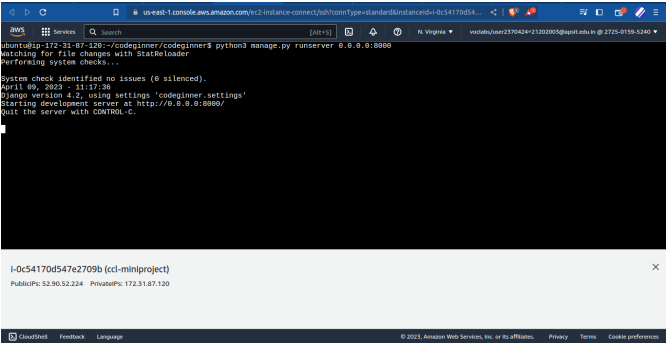 us-east-1.console.aws.amazon.com/ec2-instance-connect/ssh?connType=standard&instanceId=i-0c54170d54...
aws Services Search [Alt+S] N. Virginia voclabs/user2370424=21202003@apsit.edu.in @ 2725-0159-5240
ubuntu@ip-172-31-87-120:~/codeginner/codeginner$ python3 manage.py runserver 0.0.0.0:8000
Watching for file changes with StatReloader
Performing system checks...
System check identified no issues (0 silenced).
April 09, 2023 - 11:17:36
Django version 4.2, using settings 'codeginner.settings'
Starting development server at http://0.0.0.0:8000/
Quit the server with CONTROL-C.
i-0c54170d547e2709b (ccl-miniproject)
PublicIPs: 52.90.52.224 PrivateIPs: 172.31.87.120
CloudShell Feedback Language © 2023, Amazon Web Services, Inc. or its affiliates. Privacy Terms Cookie preferences